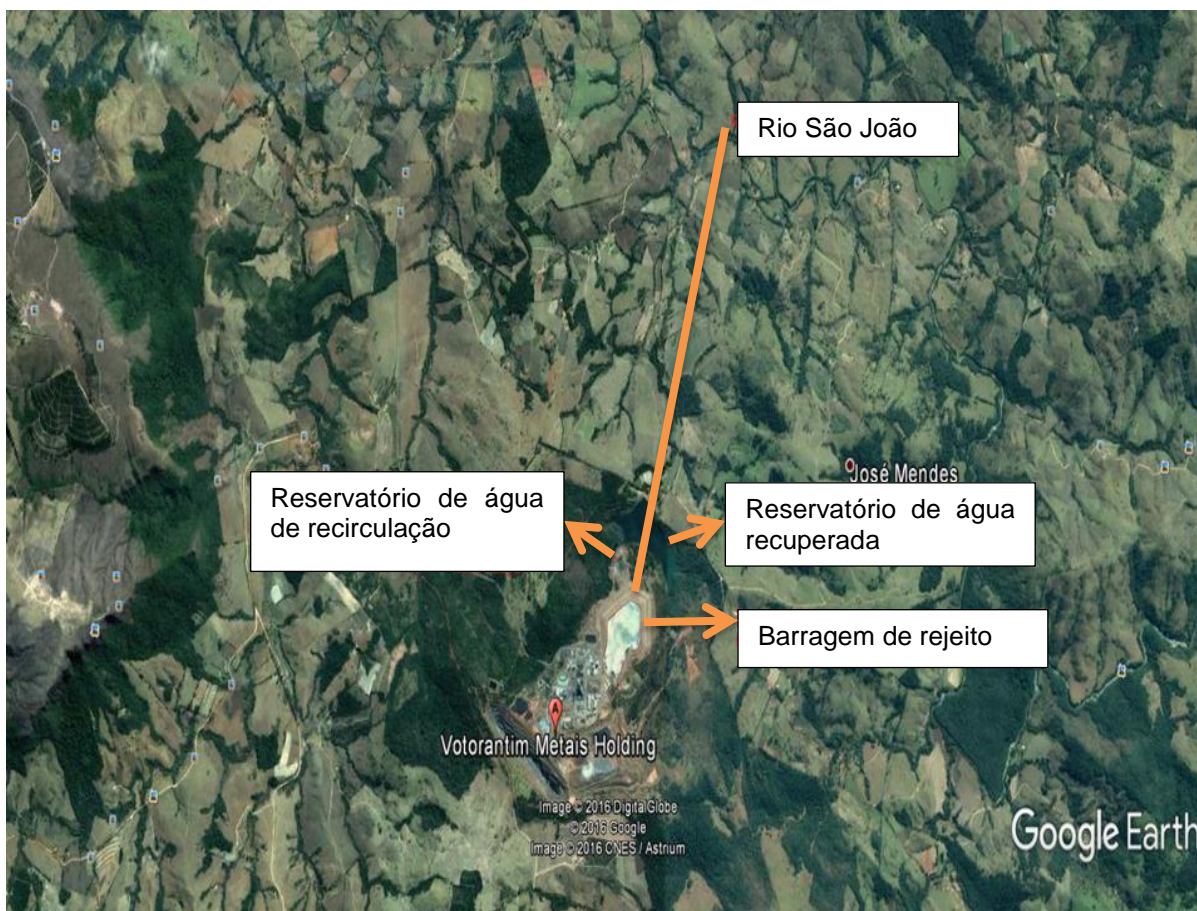 Rio São João
José Mendes
Reservatório de água
de recirculação
Reservatório de água
recuperada
Barragem de rejeito
A
Votorantim Metais Holding
Image © 2016 DigitalGlobe
© 2016 Google
Image © 2016 CNES / Astrium
Google Earth